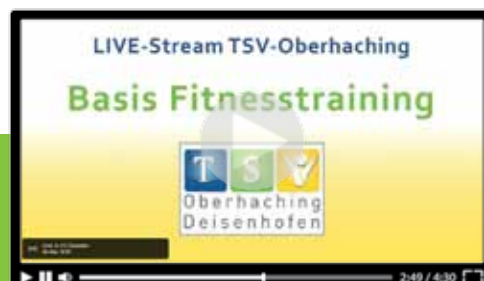 LIVE-Stream TSV-Oberhaching
Basis Fitnesstraining
T S V
Oberhaching
Deisenhofen
2:49 / 4:30